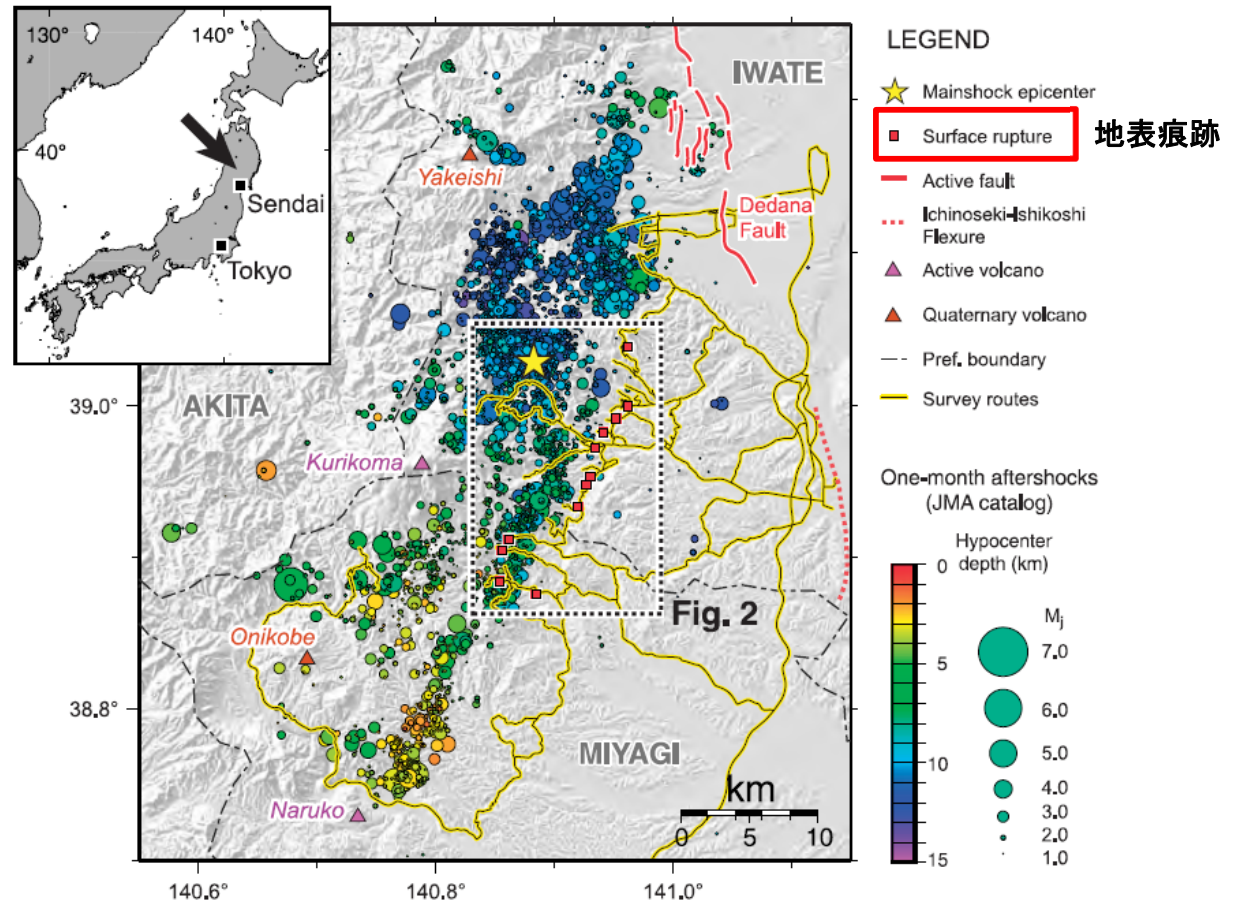 130°
140°
40°
Sendai
Tokyo
IWATE
Yakeishi
Dedana
Fault
39.0°
AKITA
Kurikoma
Fig. 2
Onikobe
38.8°
MIYAGI
Naruko
km
0 5 10
140.6° 140.8° 141.0°
LEGEND
Mainshock epicenter
Surface rupture 地表痕跡
Active fault
Ichinoseki-Ishikoshi
Flexure
Active volcano
Quaternary volcano
Pref. boundary
Survey routes
One-month aftershocks
(JMA catalog)
Hypocenter
depth (km)
0
5
10
15
Mj
7.0
6.0
5.0
4.0
3.0
2.0
1.0